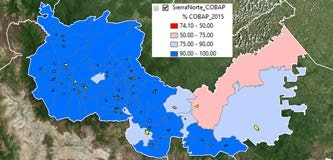 SierraNorte_COBAP
% COBAP_2015
74.10 - 50.00
50.00 - 75.00
75.00 - 90.00
90.00 - 100.00